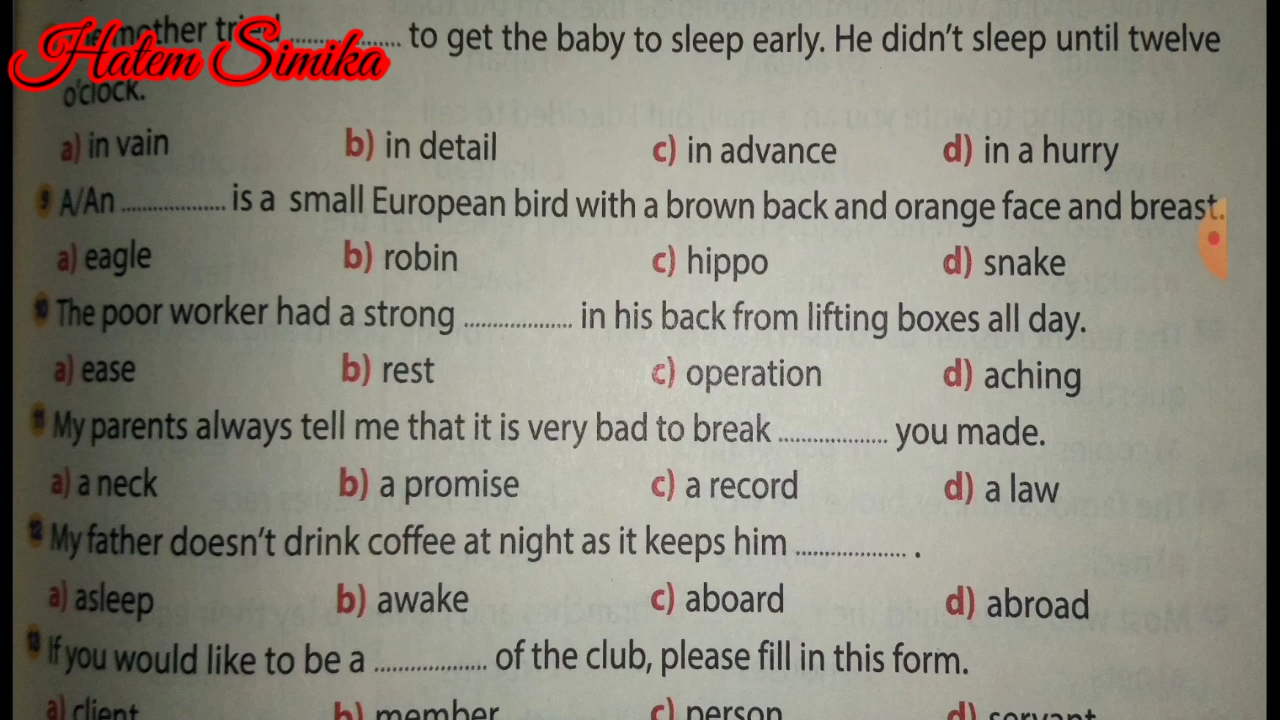 Hatem Simika
mother tried ................ to get the baby to sleep early. He didn't sleep until twelve
o'clock.
a) in vain b) in detail c) in advance d) in a hurry
9 A/An ................ is a small European bird with a brown back and orange face and breast.
a) eagle b) robin c) hippo d) snake
10 The poor worker had a strong ................ in his back from lifting boxes all day.
a) ease b) rest c) operation d) aching
11 My parents always tell me that it is very bad to break ................ you made.
a) a neck b) a promise c) a record d) a law
12 My father doesn't drink coffee at night as it keeps him ................ .
a) asleep b) awake c) aboard d) abroad
13 If you would like to be a ................ of the club, please fill in this form.
a) client b) member c) person d) servant